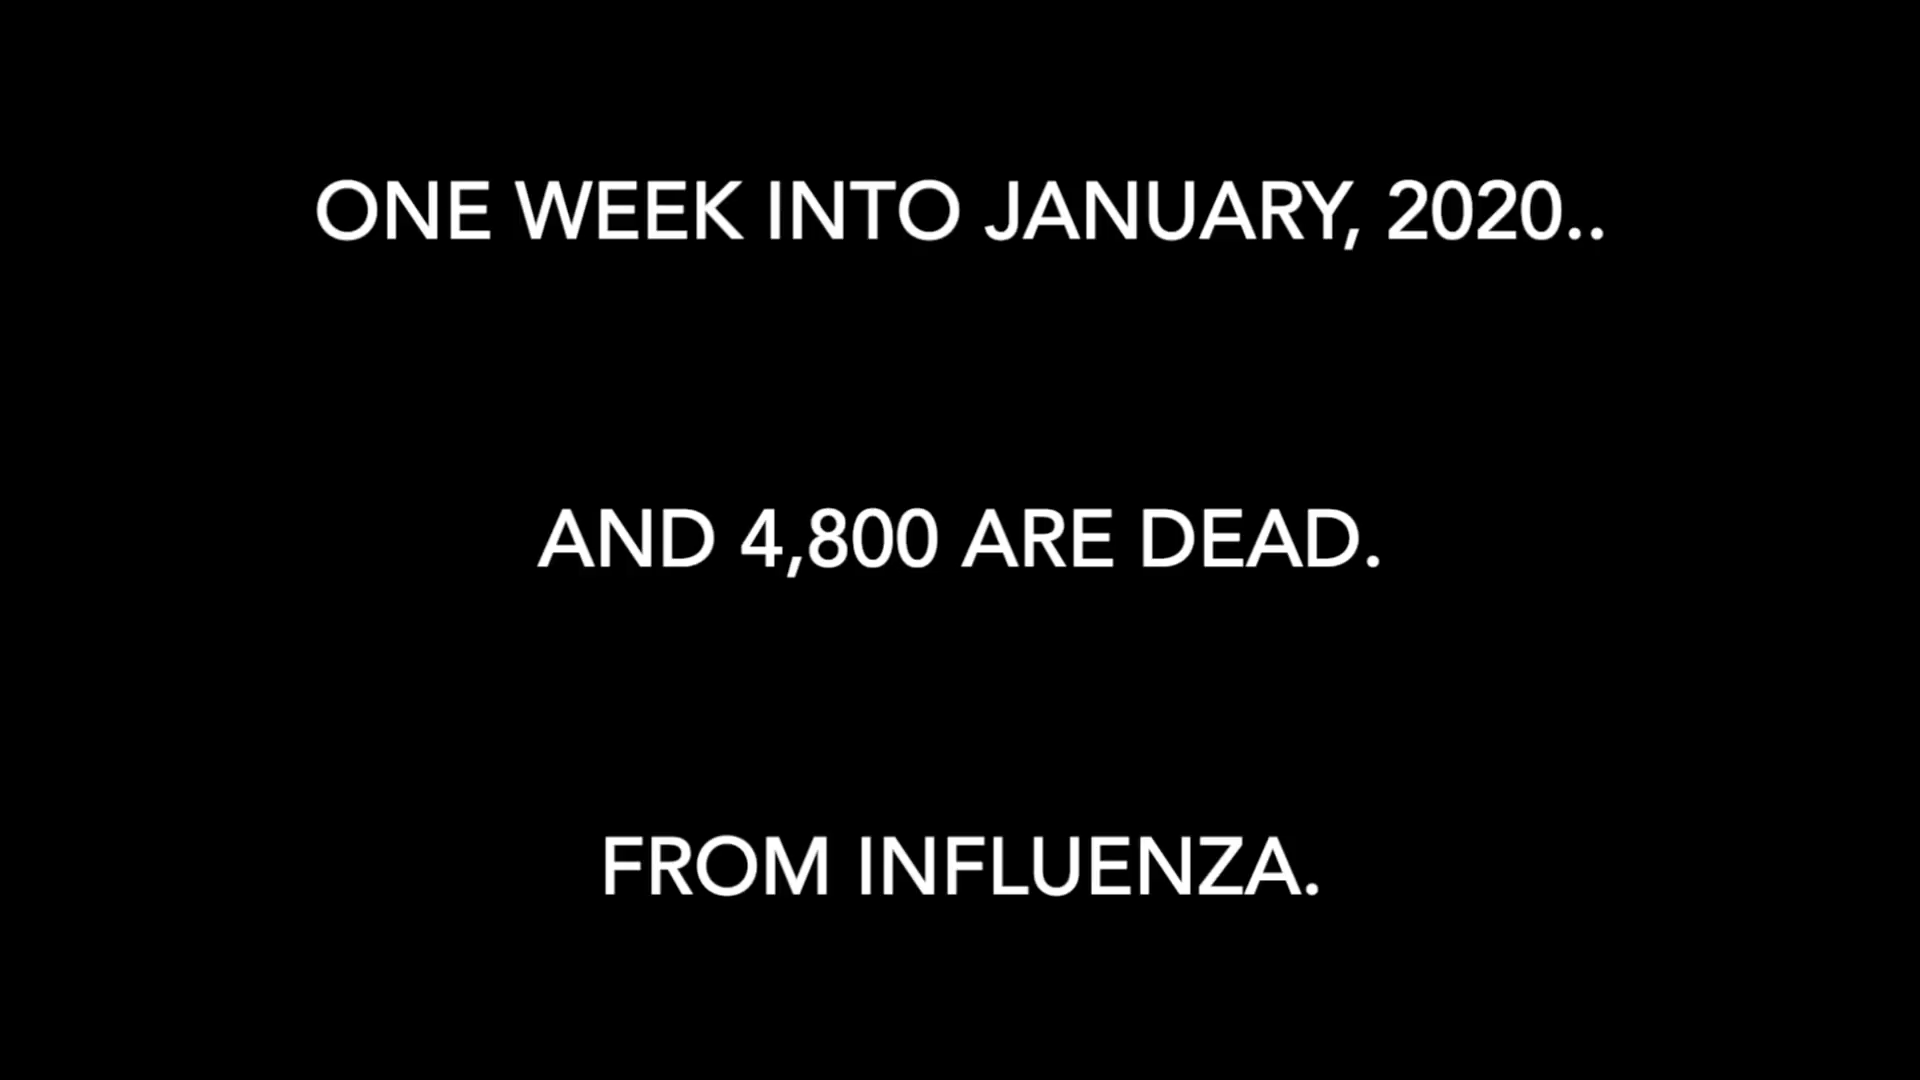 ONE WEEK INTO JANUARY, 2020..
AND 4,800 ARE DEAD.
FROM INFLUENZA.